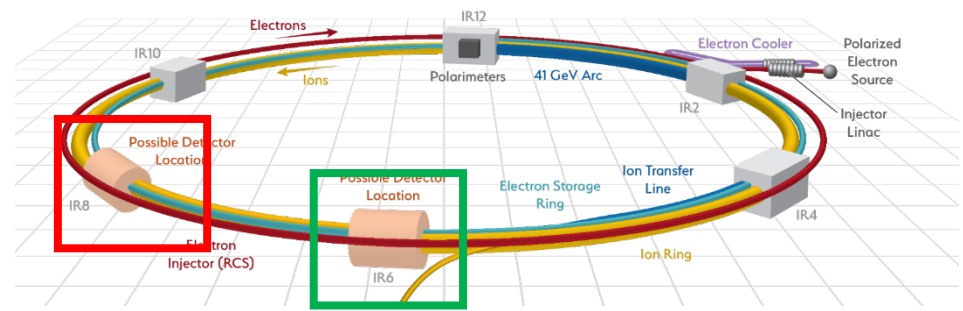 IR12
Electrons
IR10
Electron Cooler
Polarized
Electron
Source
Ions
Polarimeters
41 GeV Arc
IR2
Injector
Linac
Possible Detector
Location
Possible Detector
Location
Electron Storage
Ring
Ion Transfer
Line
IR8
IR4
Electron
Injector (RCS)
IR6
Ion Ring